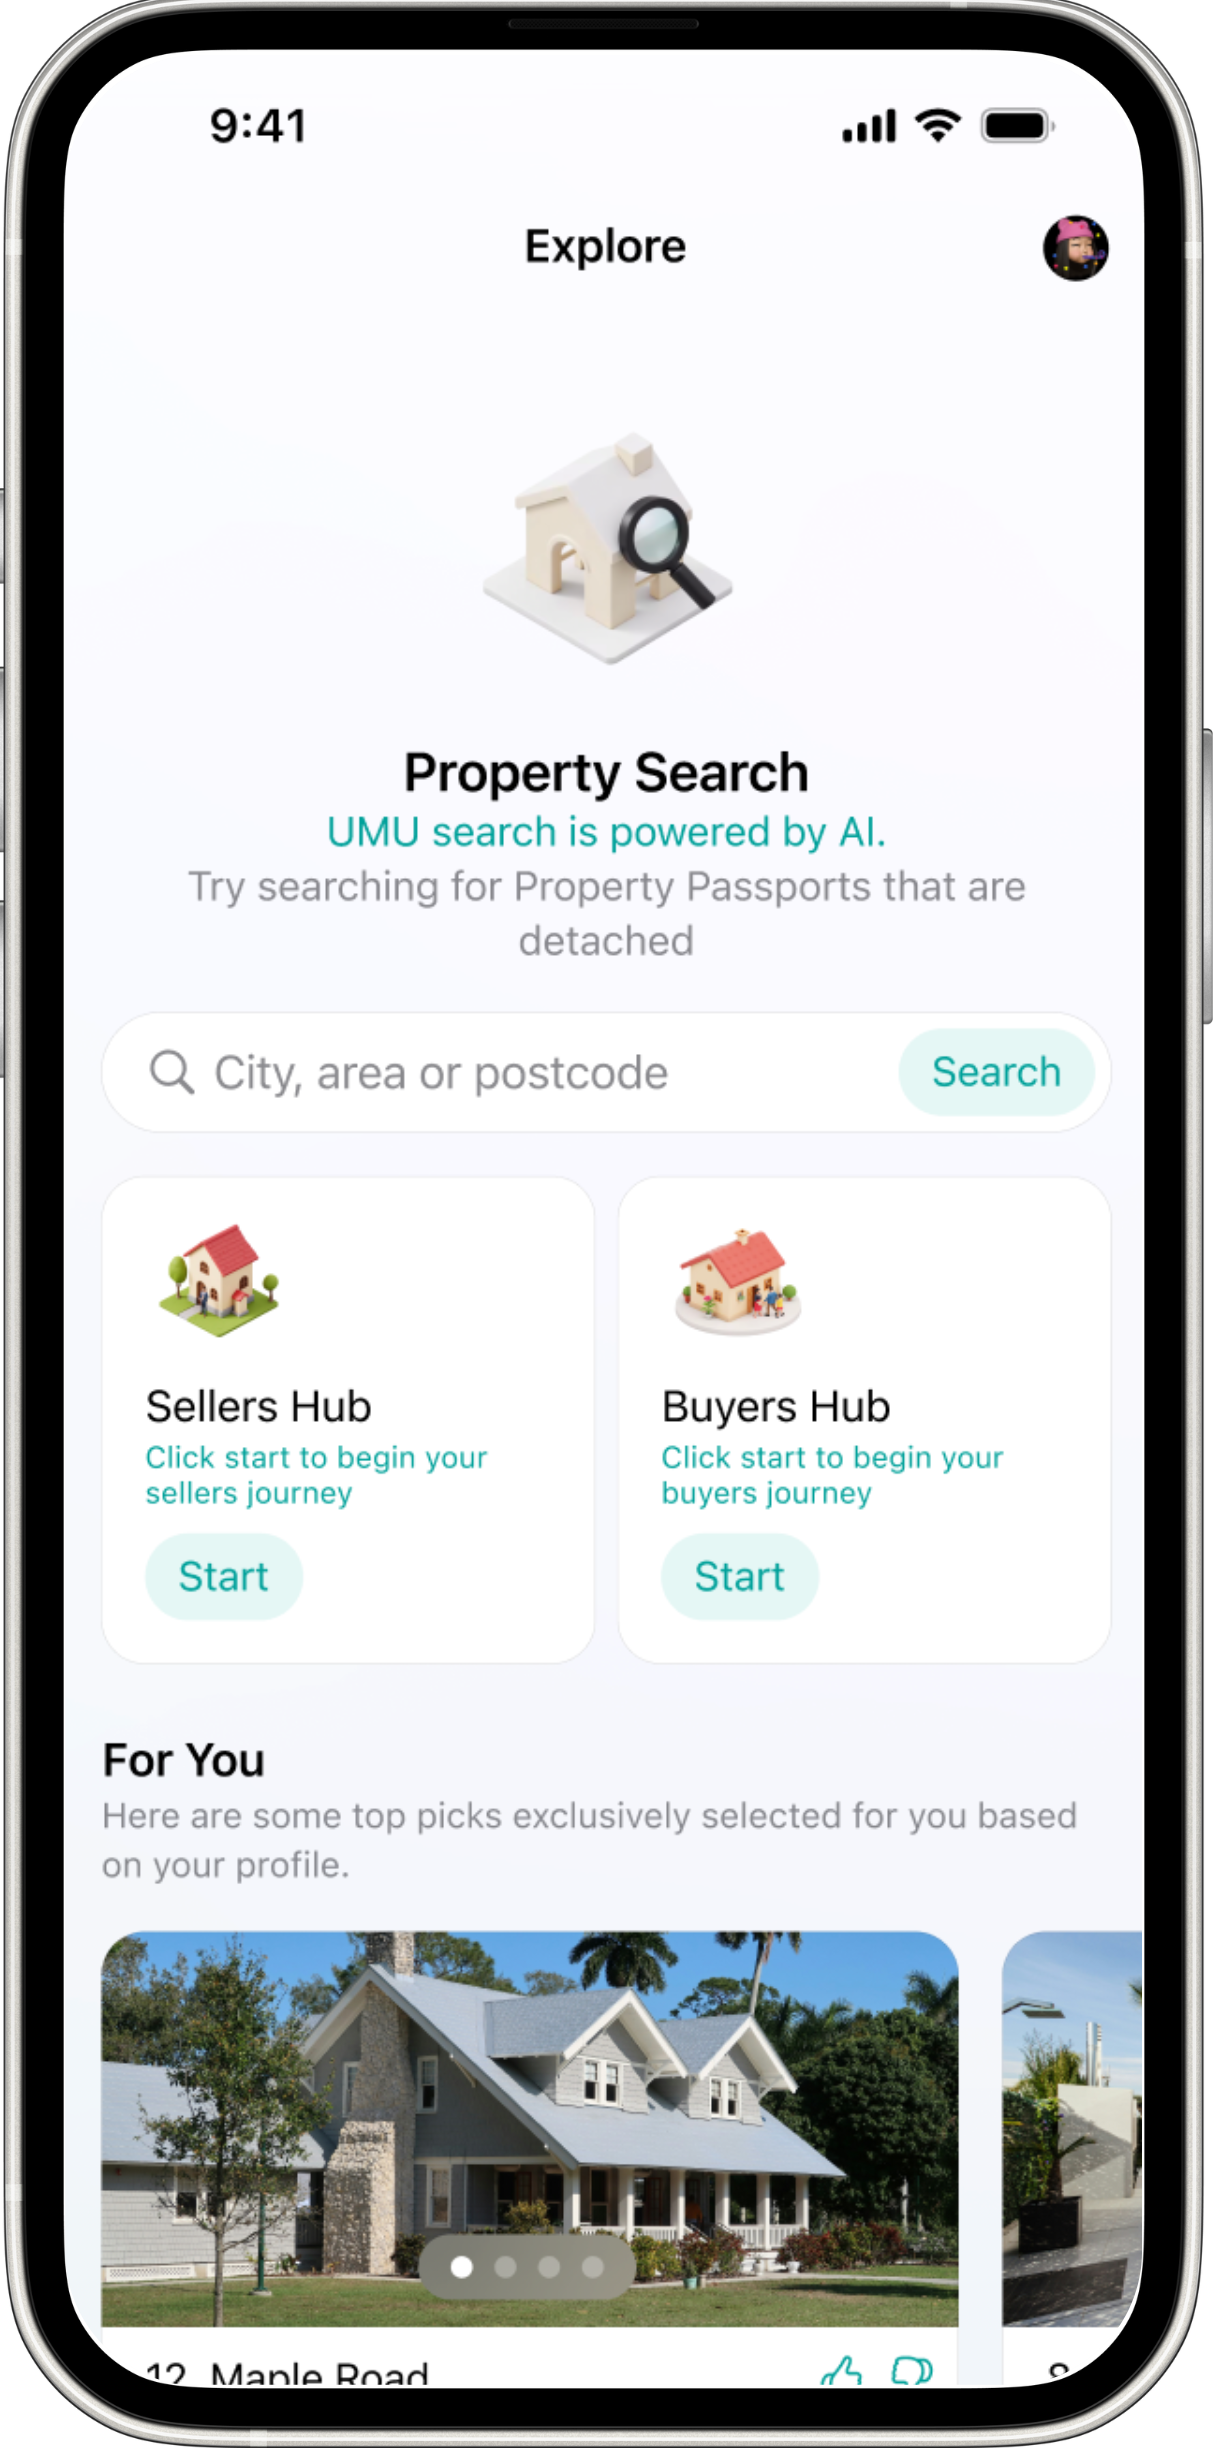 9:41
Explore
Property Search
UMU search is powered by AI.
Try searching for Property Passports that are
detached
City, area or postcode
Search
Sellers Hub
Click start to begin your
sellers journey
Start
Buyers Hub
Click start to begin your
buyers journey
Start
For You
Here are some top picks exclusively selected for you based
on your profile.
12, Maple Road